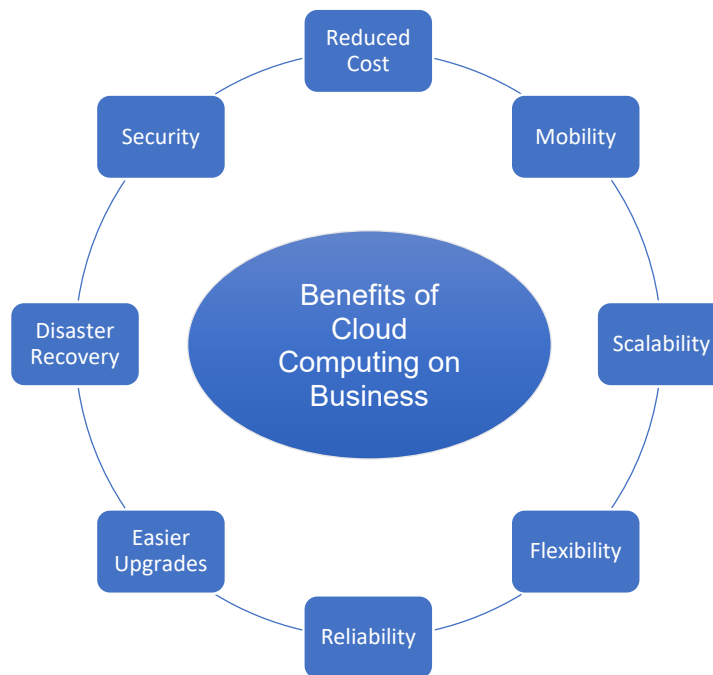 Reduced
Cost
Mobility
Scalability
Flexibility
Reliability
Easier
Upgrades
Disaster
Recovery
Security
Benefits of
Cloud
Computing on
Business